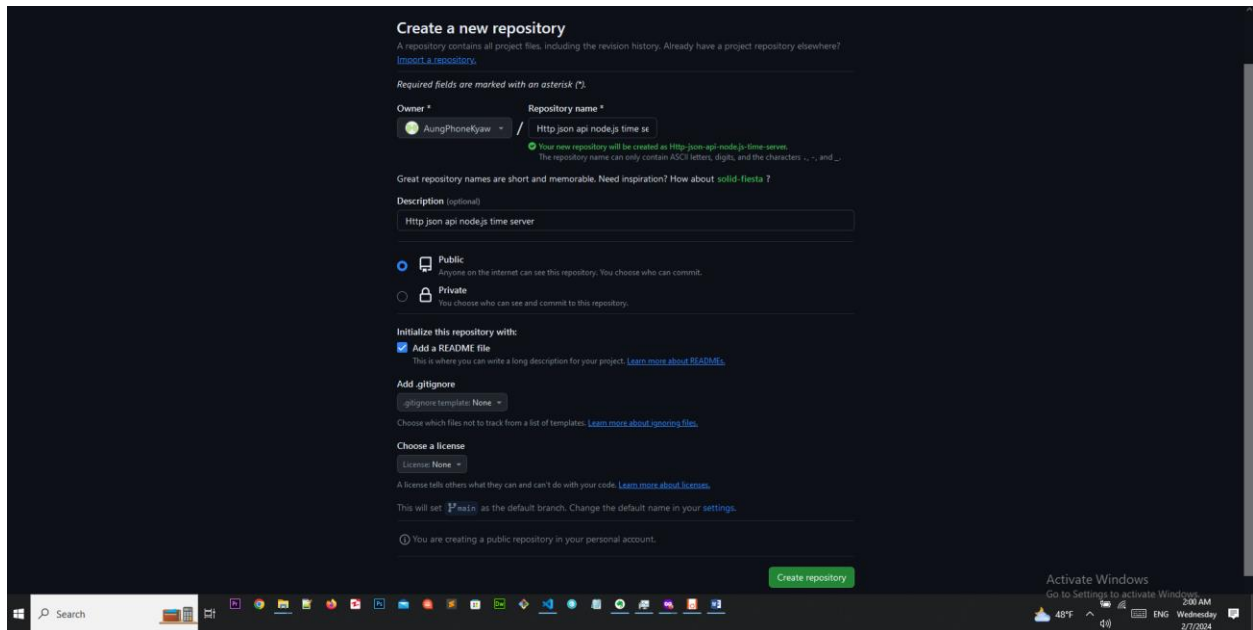 Create a new repository
A repository contains all project files, including the revision history. Already have a project repository elsewhere?
Import a repository.
Required fields are marked with an asterisk (*).
Owner * Repository name *
AungPhoneKyaw / Http json api node.js time se
Your new repository will be created as Http-json-api-node.js-time-server.
The repository name can only contain ASCII letters, digits, and the characters ., -, and _.
Great repository names are short and memorable. Need inspiration? How about solid-fiesta ?
Description (optional)
Http json api node.js time server
Public
Anyone on the internet can see this repository. You choose who can commit.
Private
You choose who can see and commit to this repository.
Initialize this repository with:
Add a README file
This is where you can write a long description for your project. Learn more about READMEs.
Add .gitignore
.gitignore template: None
Choose which files not to track from a list of templates. Learn more about ignoring files.
Choose a license
License: None
A license tells others what they can and can't do with your code. Learn more about licenses.
This will set main as the default branch. Change the default name in your settings.
You are creating a public repository in your personal account.
Create repository
Activate Windows
Go to Settings to activate Windows.
Search
48°F
ENG
2:00 AM
Wednesday
2/7/2024